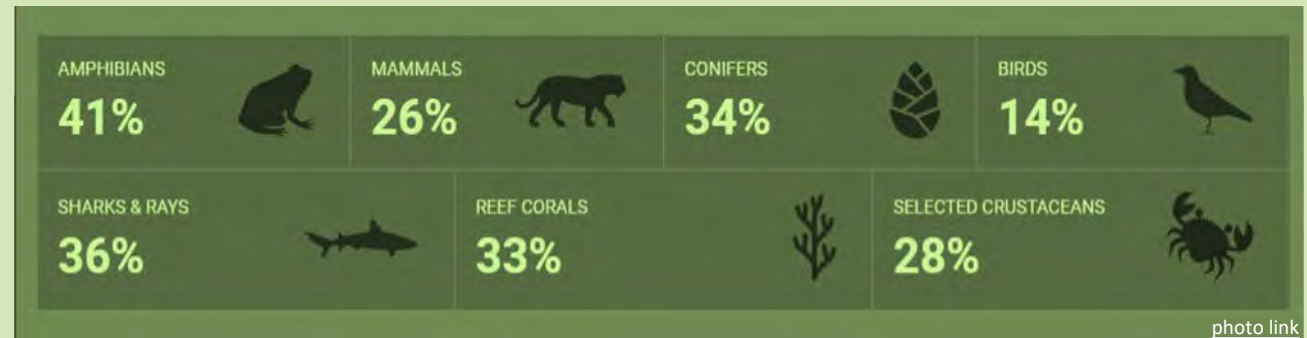 AMPHIBIANS
41%
MAMMALS
26%
CONIFERS
34%
BIRDS
14%
SHARKS & RAYS
36%
REEF CORALS
33%
SELECTED CRUSTACEANS
28%
photo link